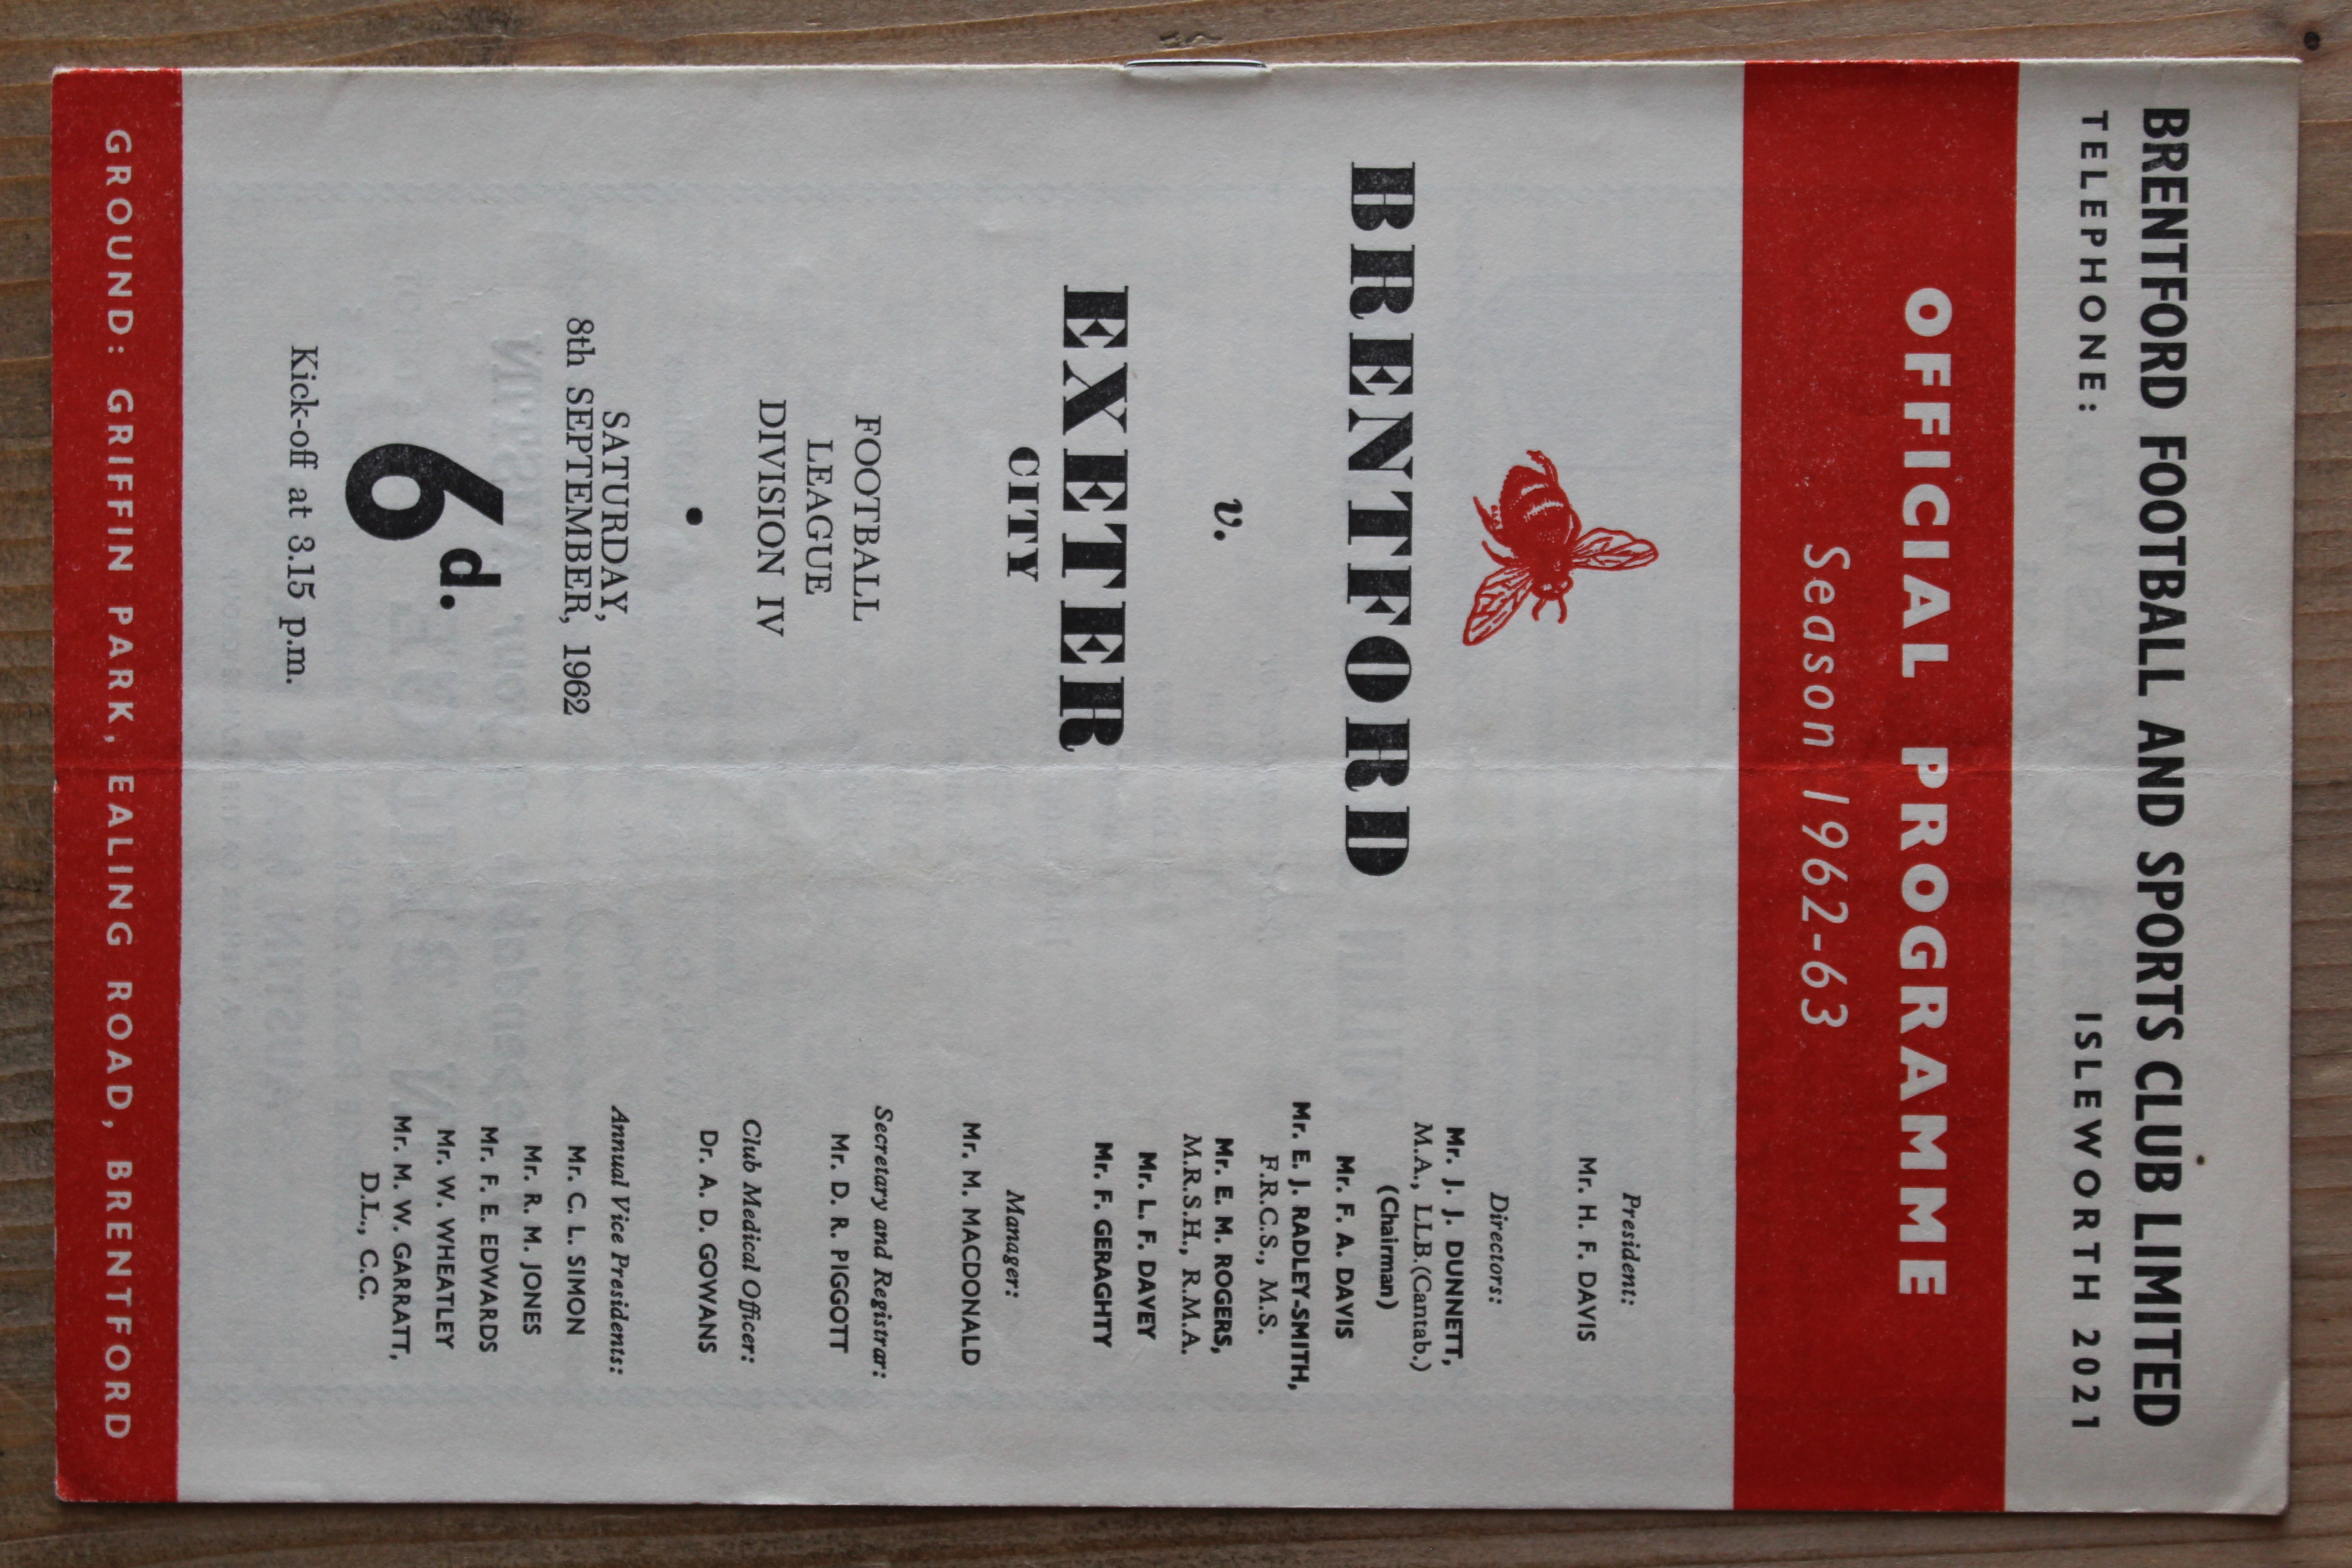 BRENTFORD FOOTBALL AND SPORTS CLUB LIMITED
TELEPHONE: ISLEWORTH 2021
OFFICIAL PROGRAMME
Season 1962-63
BRENTFORD
v.
EXETER
CITY
FOOTBALL
LEAGUE
DIVISION IV
SATURDAY,
8th SEPTEMBER, 1962
6d.
Kick-off at 3.15 p.m.
President:
Mr. H. F. DAVIS
Directors:
Mr. J. J. DUNNETT,
M.A., LL.B.(Cantab.)
(Chairman)
Mr. F. A. DAVIS
Mr. E. J. RADLEY-SMITH,
F.R.C.S., M.S.
Mr. E. M. ROGERS,
M.R.S.H., R.M.A.
Mr. L. F. DAVEY
Mr. F. GERAGHTY
Manager:
Mr. M. MACDONALD
Secretary and Registrar:
Mr. D. R. PIGGOTT
Club Medical Officer:
Dr. A. D. GOWANS
Annual Vice Presidents:
Mr. C. L. SIMON
Mr. R. M. JONES
Mr. F. E. EDWARDS
Mr. W. WHEATLEY
Mr. M. W. GARRATT,
D.L., C.C.
GROUND: GRIFFIN PARK, EALING ROAD, BRENTFORD